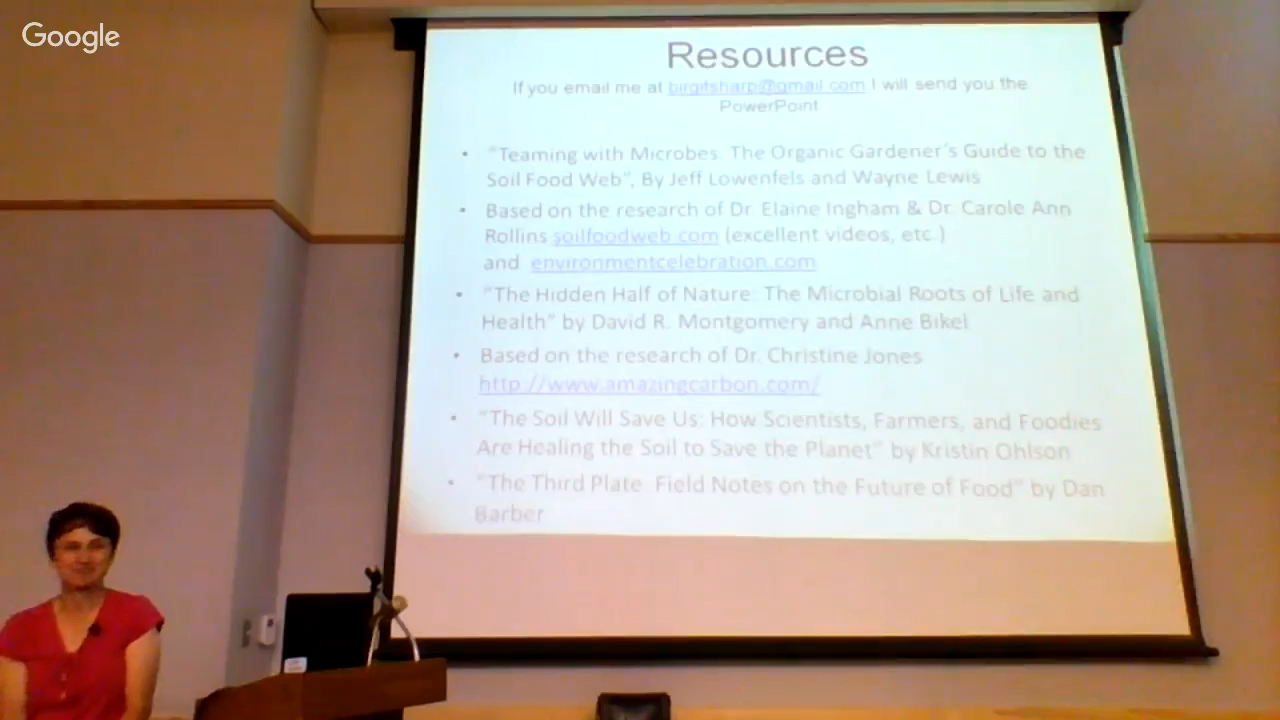 Google
Resources
If you email me at birgitsharp@gmail.com I will send you the
PowerPoint
• "Teaming with Microbes: The Organic Gardener's Guide to the
Soil Food Web", By Jeff Lowenfels and Wayne Lewis
• Based on the research of Dr. Elaine Ingham & Dr. Carole Ann
Rollins soilfoodweb.com (excellent videos, etc.)
and environmentcelebration.com
• "The Hidden Half of Nature: The Microbial Roots of Life and
Health" by David R. Montgomery and Anne Bikel
• Based on the research of Dr. Christine Jones
http://www.amazingcarbon.com/
• "The Soil Will Save Us: How Scientists, Farmers, and Foodies
Are Healing the Soil to Save the Planet" by Kristin Ohlson
• "The Third Plate: Field Notes on the Future of Food" by Dan
Barber